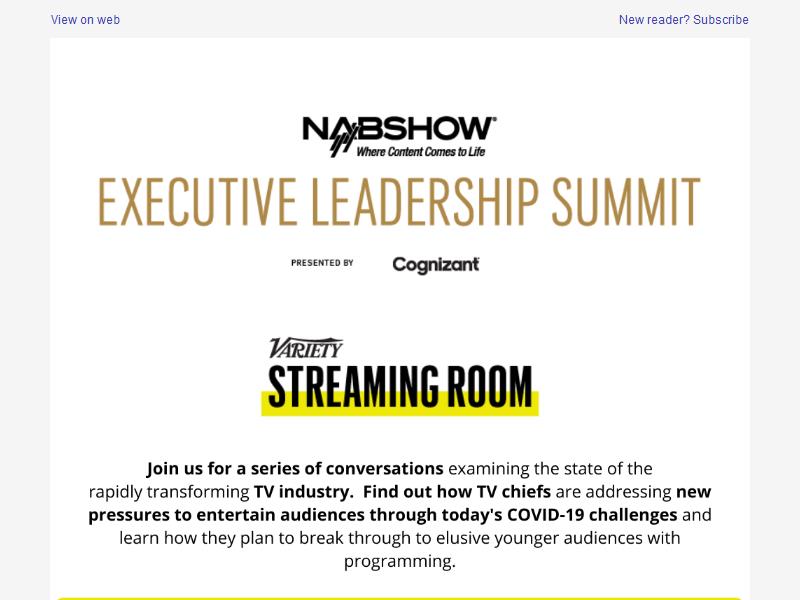 View on web
New reader? Subscribe
NABSHOW®
Where Content Comes to Life
EXECUTIVE LEADERSHIP SUMMIT
PRESENTED BY Cognizant
VARIETY
STREAMING ROOM
Join us for a series of conversations examining the state of the
rapidly transforming TV industry.  Find out how TV chiefs are addressing new
pressures to entertain audiences through today's COVID-19 challenges and
learn how they plan to break through to elusive younger audiences with
programming.